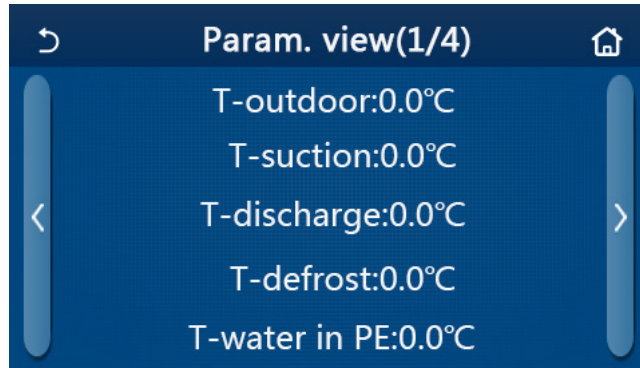 Param. view(1/4)
T-outdoor:0.0℃
T-suction:0.0℃
T-discharge:0.0℃
T-defrost:0.0℃
T-water in PE:0.0℃